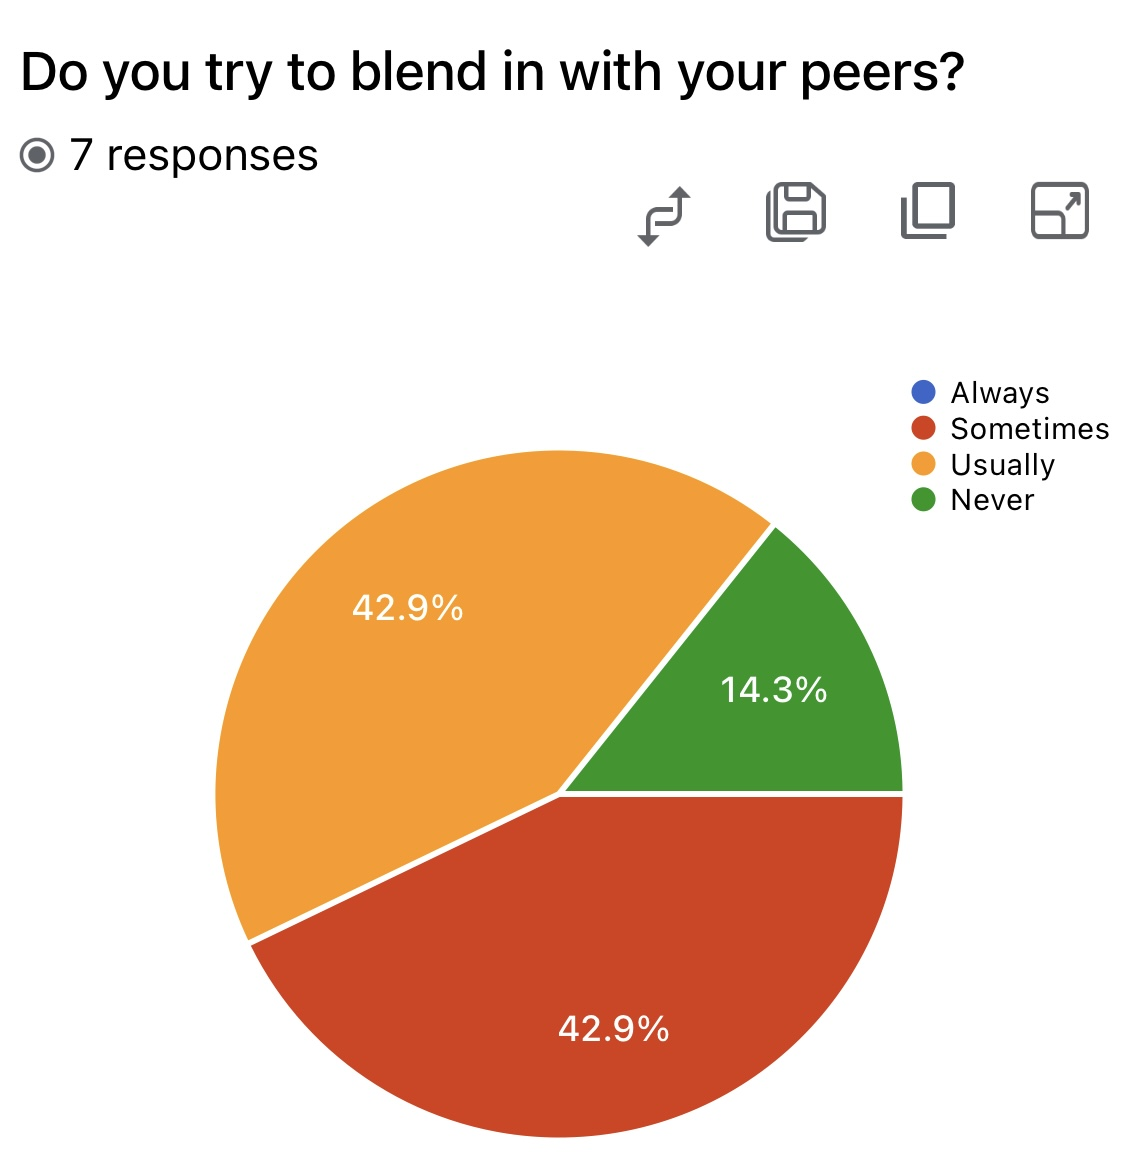 Do you try to blend in with your peers?
7 responses
Always
Sometimes
Usually
Never
42.9%
14.3%
42.9%